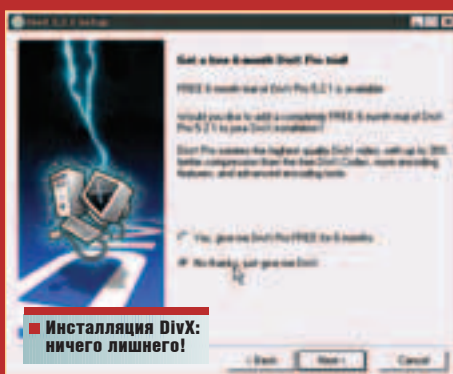 DivX 5.2.1 Setup
Get a free 6-month DivX Pro trial!
FREE 6 month trial of DivX Pro 5.2.1 is available
Would you like to add a completely FREE 6 month trial of DivX
Pro 5.2.1 to your DivX installation?
DivX Pro contains the highest quality DivX video, with up to
better compression than the free DivX Codec, more encoding
features, and advanced encoding tools
Yes, give me DivX Pro FREE for 6 months
No thanks, just give me DivX
Инсталляция DivX:
ничего лишнего!
< Back
Next >
Cancel